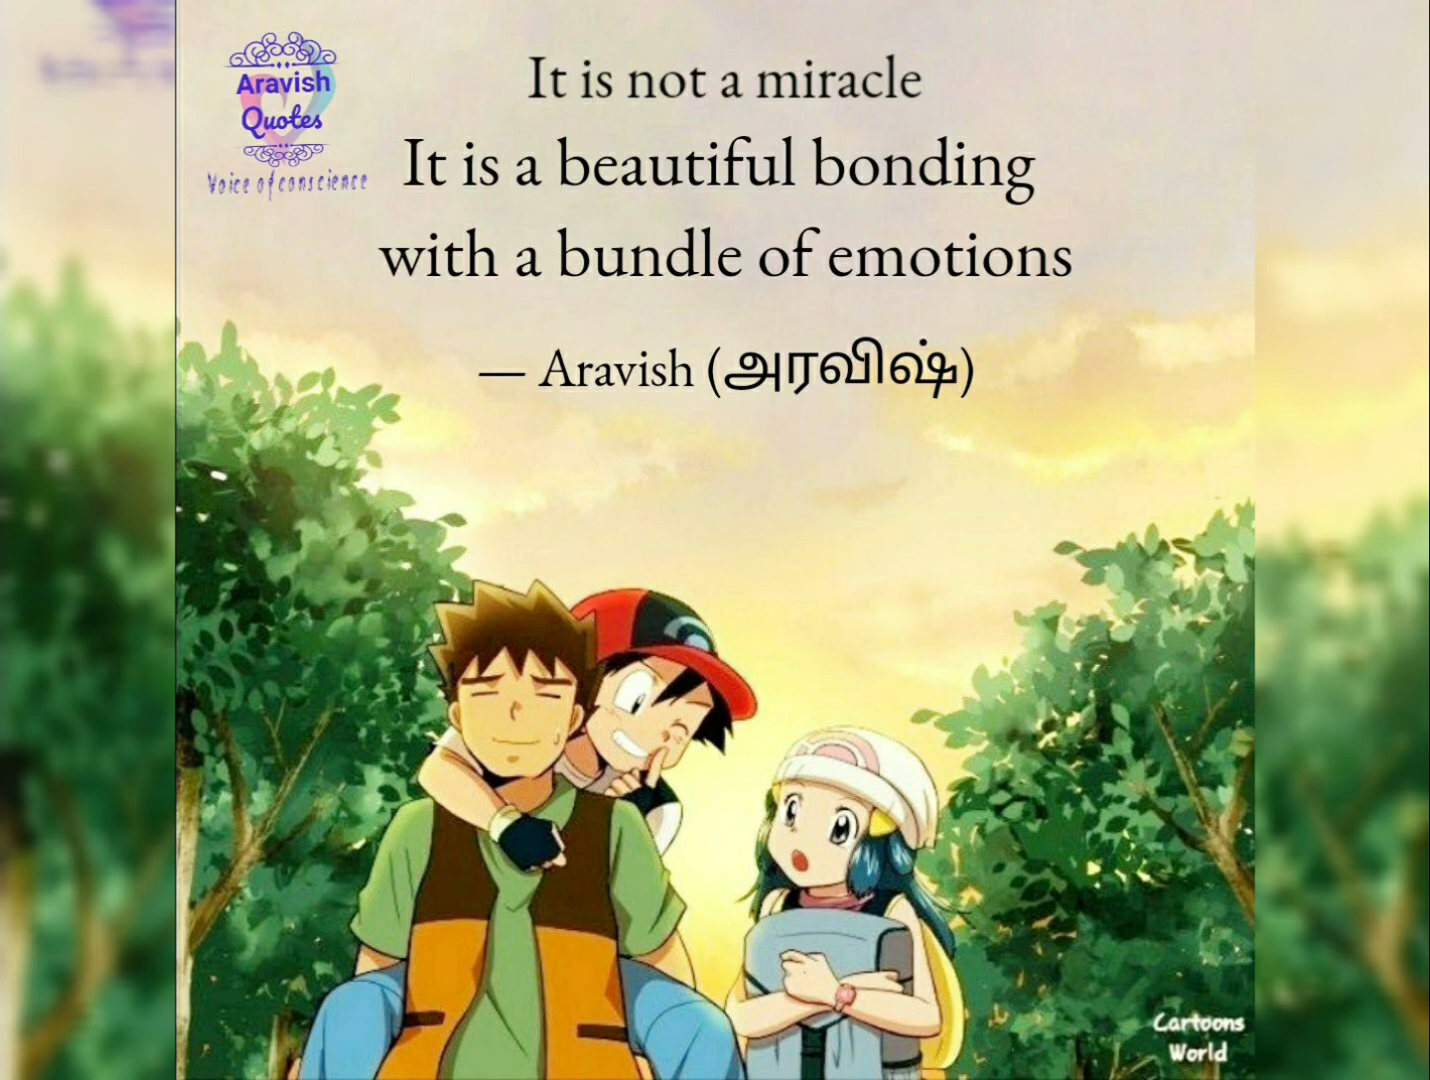 Aravish
Quotes
Voice of conscience
It is not a miracle
It is a beautiful bonding
with a bundle of emotions
— Aravish (அரவிஷ்)
Cartoons
World